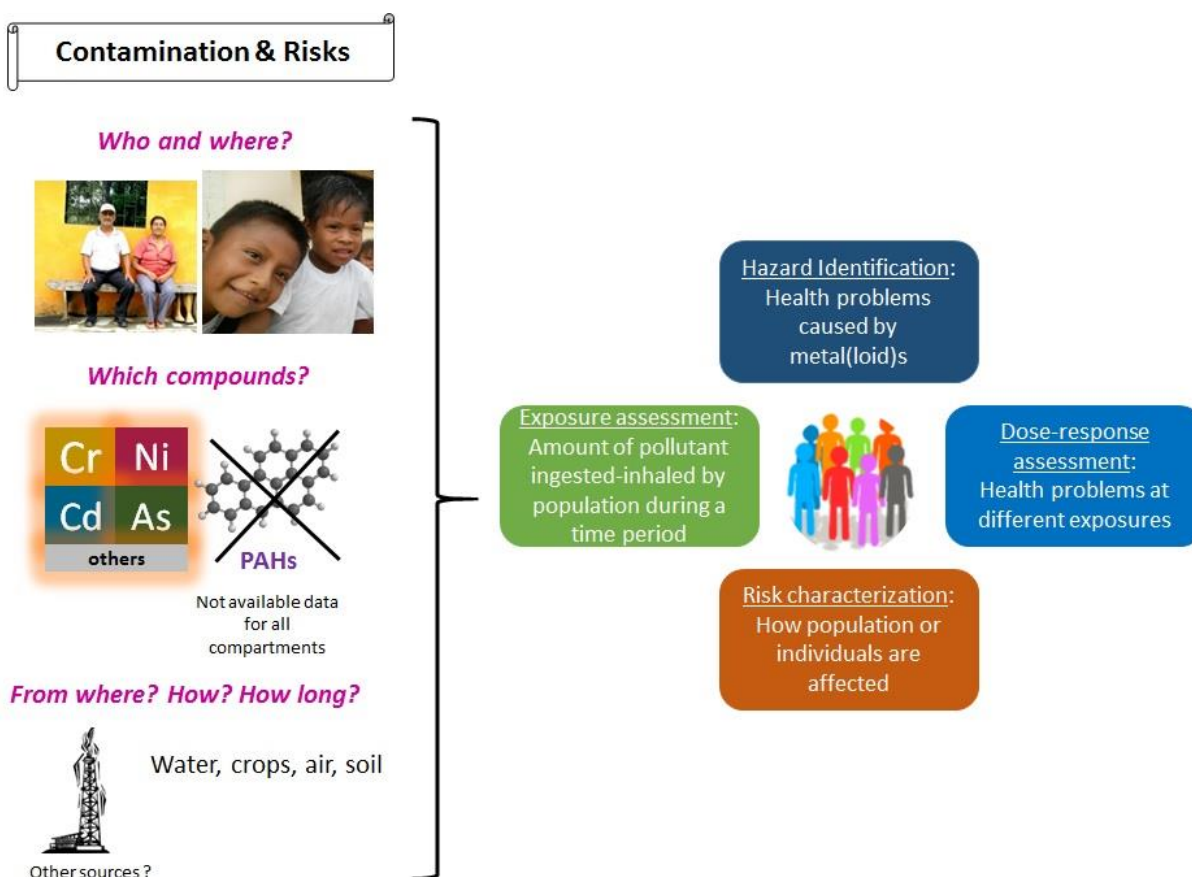 Contamination & Risks
Who and where?
Which compounds?
Cr Ni
Cd As
others
PAHs
Not available data
for all
compartments
From where? How? How long?
Water, crops, air, soil
Other sources ?
Hazard Identification:
Health problems
caused by
metal(loid)s
Exposure assessment:
Amount of pollutant
ingested-inhaled by
population during a
time period
Dose-response
assessment:
Health problems at
different exposures
Risk characterization:
How population or
individuals are
affected